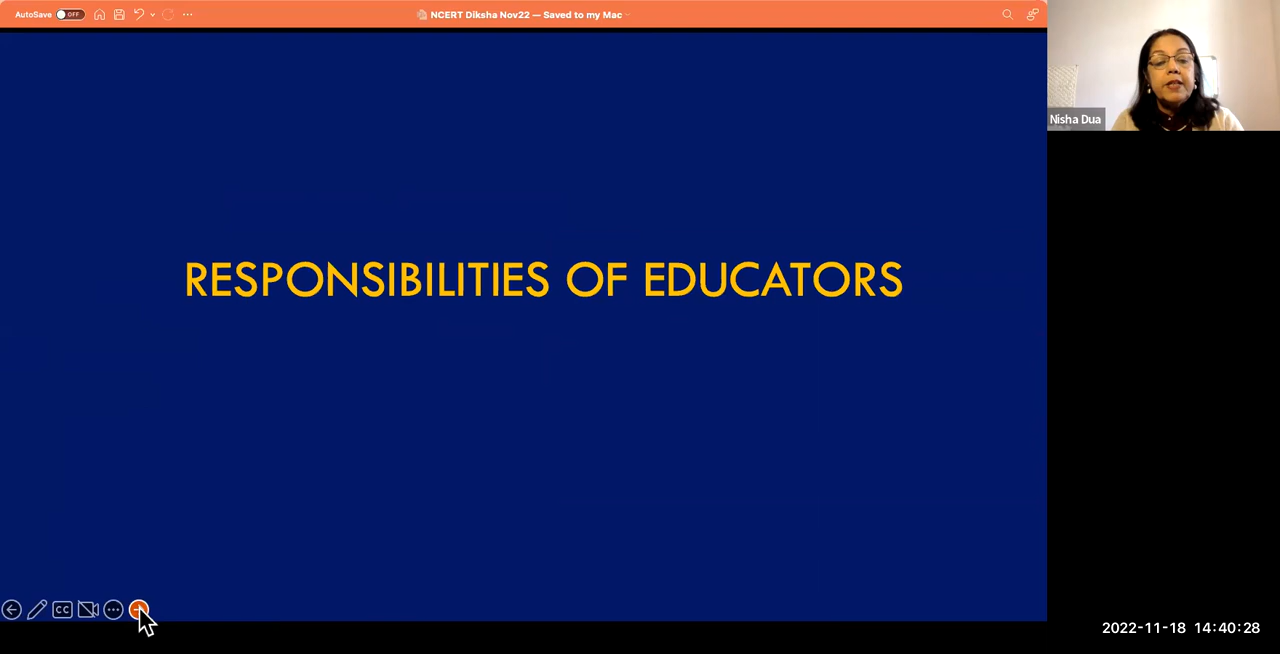 AutoSave OFF
NCERT Diksha Nov22 — Saved to my Mac
Nisha Dua
RESPONSIBILITIES OF EDUCATORS
CC
2022-11-18 14:40:28